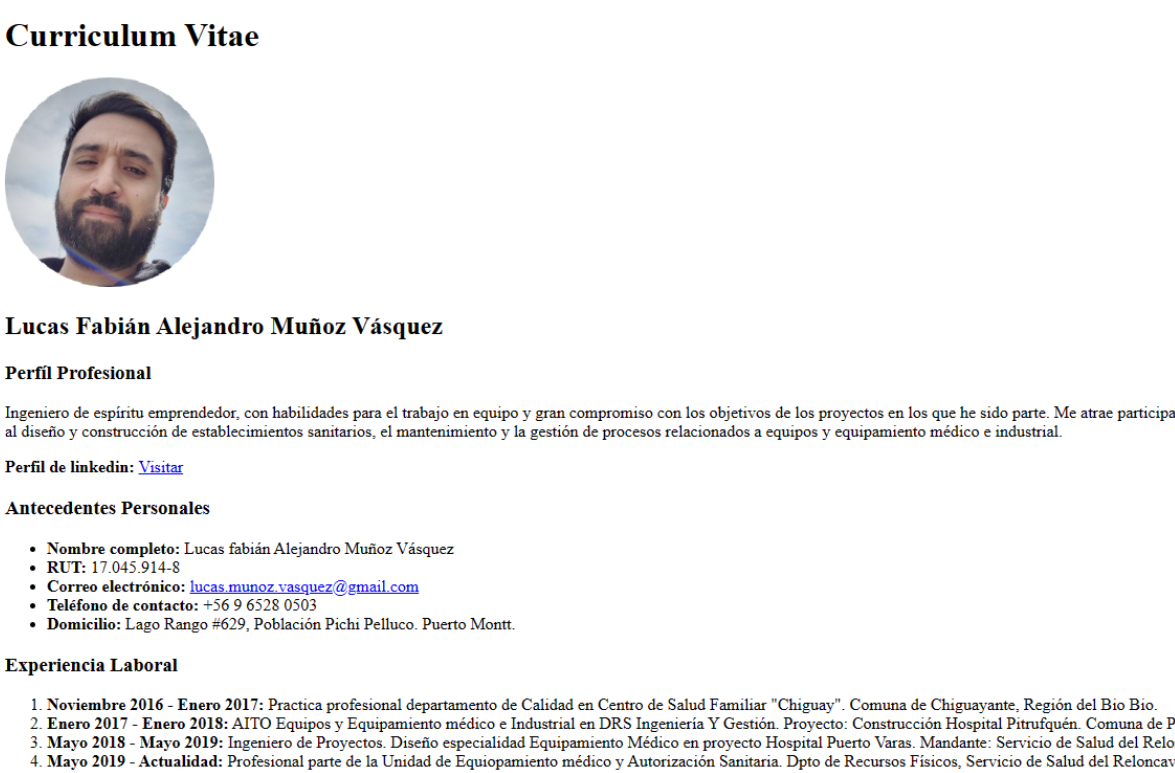 Curriculum Vitae
Lucas Fabián Alejandro Muñoz Vásquez
Perfíl Profesional
Ingeniero de espíritu emprendedor, con habilidades para el trabajo en equipo y gran compromiso con los objetivos de los proyectos en los que he sido parte. Me atrae participa
al diseño y construcción de establecimientos sanitarios, el mantenimiento y la gestión de procesos relacionados a equipos y equipamiento médico e industrial.
Perfil de linkedin: Visitar
Antecedentes Personales
• Nombre completo: Lucas fabián Alejandro Muñoz Vásquez
• RUT: 17.045.914-8
• Correo electrónico: lucas.munoz.vasquez@gmail.com
• Teléfono de contacto: +56 9 6528 0503
• Domicilio: Lago Rango #629, Población Pichi Pelluco. Puerto Montt.
Experiencia Laboral
1. Noviembre 2016 - Enero 2017: Practica profesional departamento de Calidad en Centro de Salud Familiar "Chiguay". Comuna de Chiguayante, Región del Bio Bio.
2. Enero 2017 - Enero 2018: AITO Equipos y Equipamiento médico e Industrial en DRS Ingeniería Y Gestión. Proyecto: Construcción Hospital Pitrufquén. Comuna de P
3. Mayo 2018 - Mayo 2019: Ingeniero de Proyectos. Diseño especialidad Equipamiento Médico en proyecto Hospital Puerto Varas. Mandante: Servicio de Salud del Relo
4. Mayo 2019 - Actualidad: Profesional parte de la Unidad de Equiopamiento médico y Autorización Sanitaria. Dpto de Recursos Físicos, Servicio de Salud del Reloncav